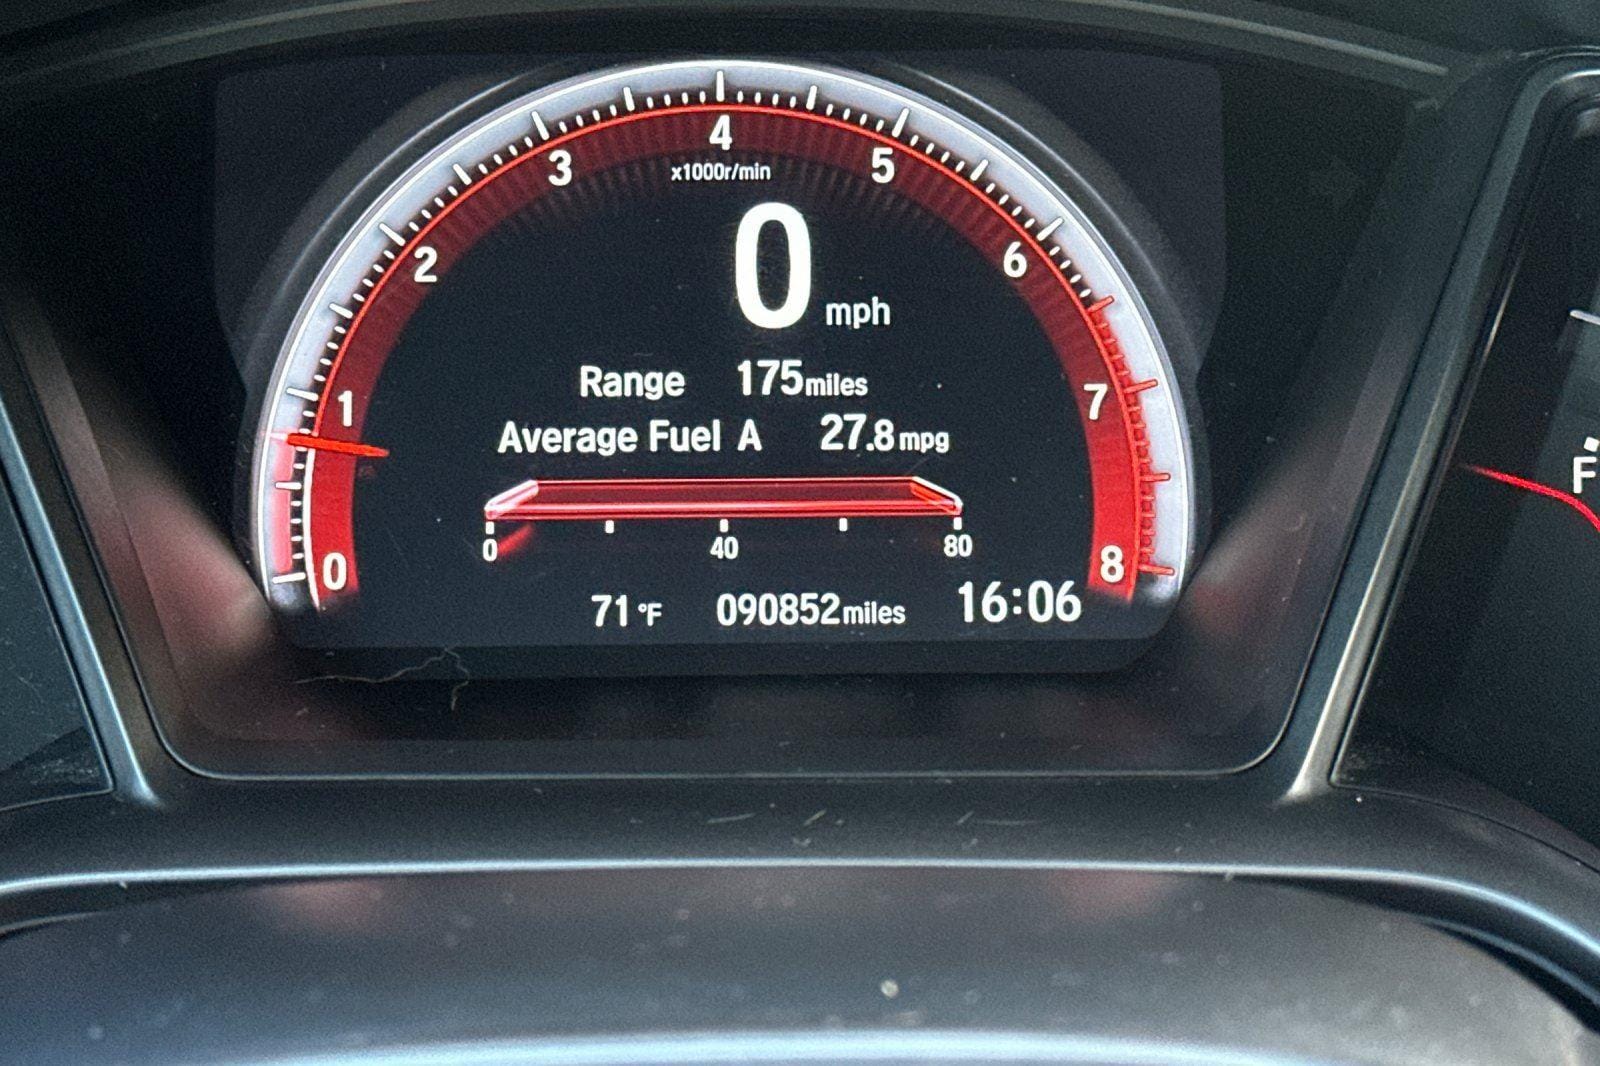 4
3 5
x1000r/min
2 6
0 mph
1 7
Range 175miles
Average Fuel A 27.8mpg
F
0 40 80
0 8
71°F 090852miles 16:06